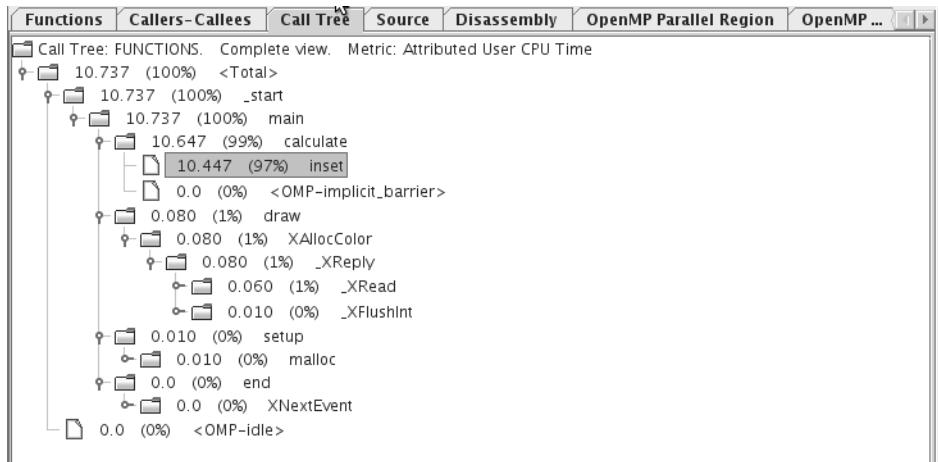 Functions Callers-Callees Call Tree Source Disassembly OpenMP Parallel Region OpenMP ...
Call Tree: FUNCTIONS. Complete view. Metric: Attributed User CPU Time
10.737 (100%) <Total>
10.737 (100%) _start
10.737 (100%) main
10.647 (99%) calculate
10.447 (97%) inset
0.0 (0%) <OMP-implicit_barrier>
0.080 (1%) draw
0.080 (1%) XAllocColor
0.080 (1%) _XReply
0.060 (1%) _XRead
0.010 (0%) _XFlushInt
0.010 (0%) setup
0.010 (0%) malloc
0.0 (0%) end
0.0 (0%) XNextEvent
0.0 (0%) <OMP-idle>